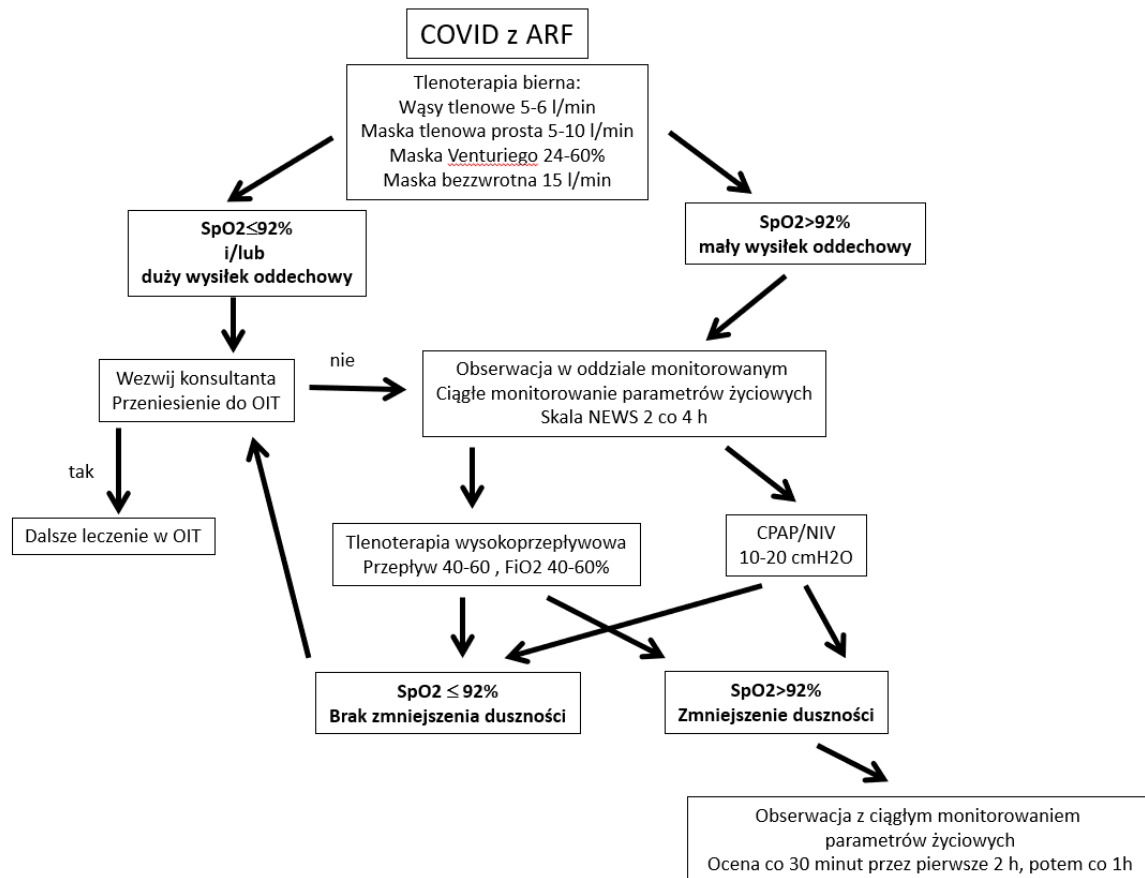 COVID z ARF
Tlenoterapia bierna:
Wąsy tlenowe 5-6 l/min
Maska tlenowa prosta 5-10 l/min
Maska Venturiego 24-60%
Maska bezzwrotna 15 l/min
SpO2≤92%
i/lub
duży wysiłek oddechowy
SpO2>92%
mały wysiłek oddechowy
Wezwij konsultanta
Przeniesienie do OIT
nie
Obserwacja w oddziale monitorowanym
Ciągłe monitorowanie parametrów życiowych
Skala NEWS 2 co 4 h
tak
Dalsze leczenie w OIT
Tlenoterapia wysokoprzepływowa
Przepływ 40-60 , FiO2 40-60%
CPAP/NIV
10-20 cmH2O
SpO2 ≤ 92%
Brak zmniejszenia duszności
SpO2>92%
Zmniejszenie duszności
Obserwacja z ciągłym monitorowaniem
parametrów życiowych
Ocena co 30 minut przez pierwsze 2 h, potem co 1h